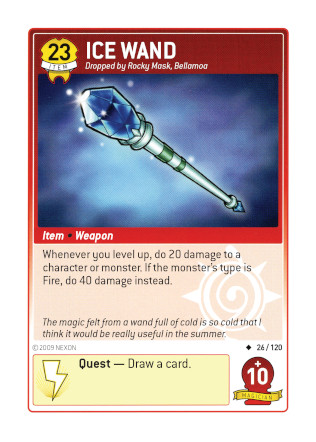 23
ITEM
ICE WAND
Dropped by Rocky Mask, Bellamoa
Item • Weapon
Whenever you level up, do 20 damage to a
character or monster. If the monster's type is
Fire, do 40 damage instead.
The magic felt from a wand full of cold is so cold that I
think it would be really useful in the summer.
©2009 NEXON
◆ 26/120
Quest — Draw a card.
+
10
MAGICIAN